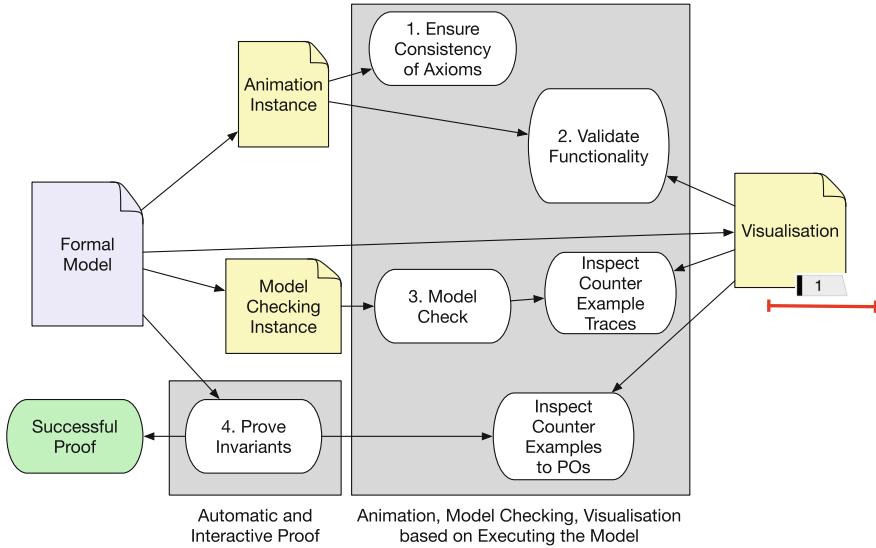 1. Ensure
Consistency
of Axioms
Animation
Instance
2. Validate
Functionality
Formal
Model
Visualisation
1
Model
Checking
Instance
3. Model
Check
Inspect
Counter
Example
Traces
Successful
Proof
4. Prove
Invariants
Inspect
Counter
Examples
to POs
Automatic and
Interactive Proof
Animation, Model Checking, Visualisation
based on Executing the Model